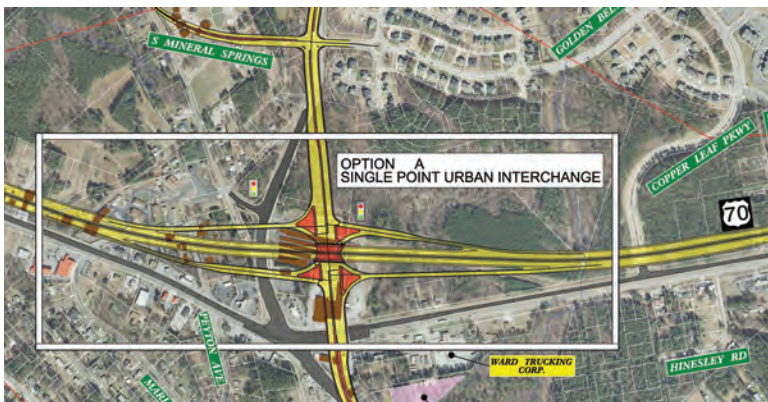 S MINERAL SPRINGS
GOLDEN BEL
OPTION A
SINGLE POINT URBAN INTERCHANGE
COPPER LEAF PKWY
70
PEYTON AVE
WARD TRUCKING
CORP.
HINESLEY RD
MARI